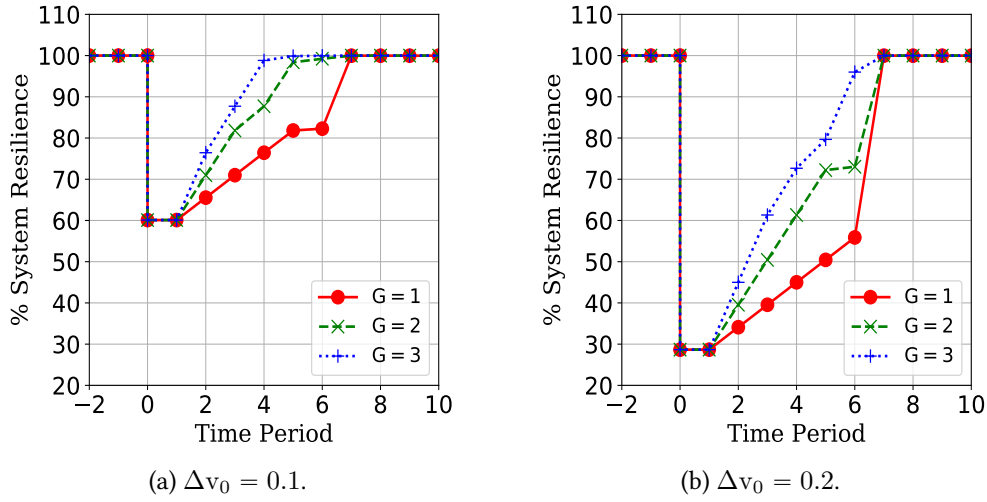 110
100
90
80
70
60
50
40
30
20
% System Resilience
G = 1
G = 2
G = 3
−2 0 2 4 6 8 10
Time Period
(a) Δv₀ = 0.1.
110
100
90
80
70
60
50
40
30
20
% System Resilience
G = 1
G = 2
G = 3
−2 0 2 4 6 8 10
Time Period
(b) Δv₀ = 0.2.